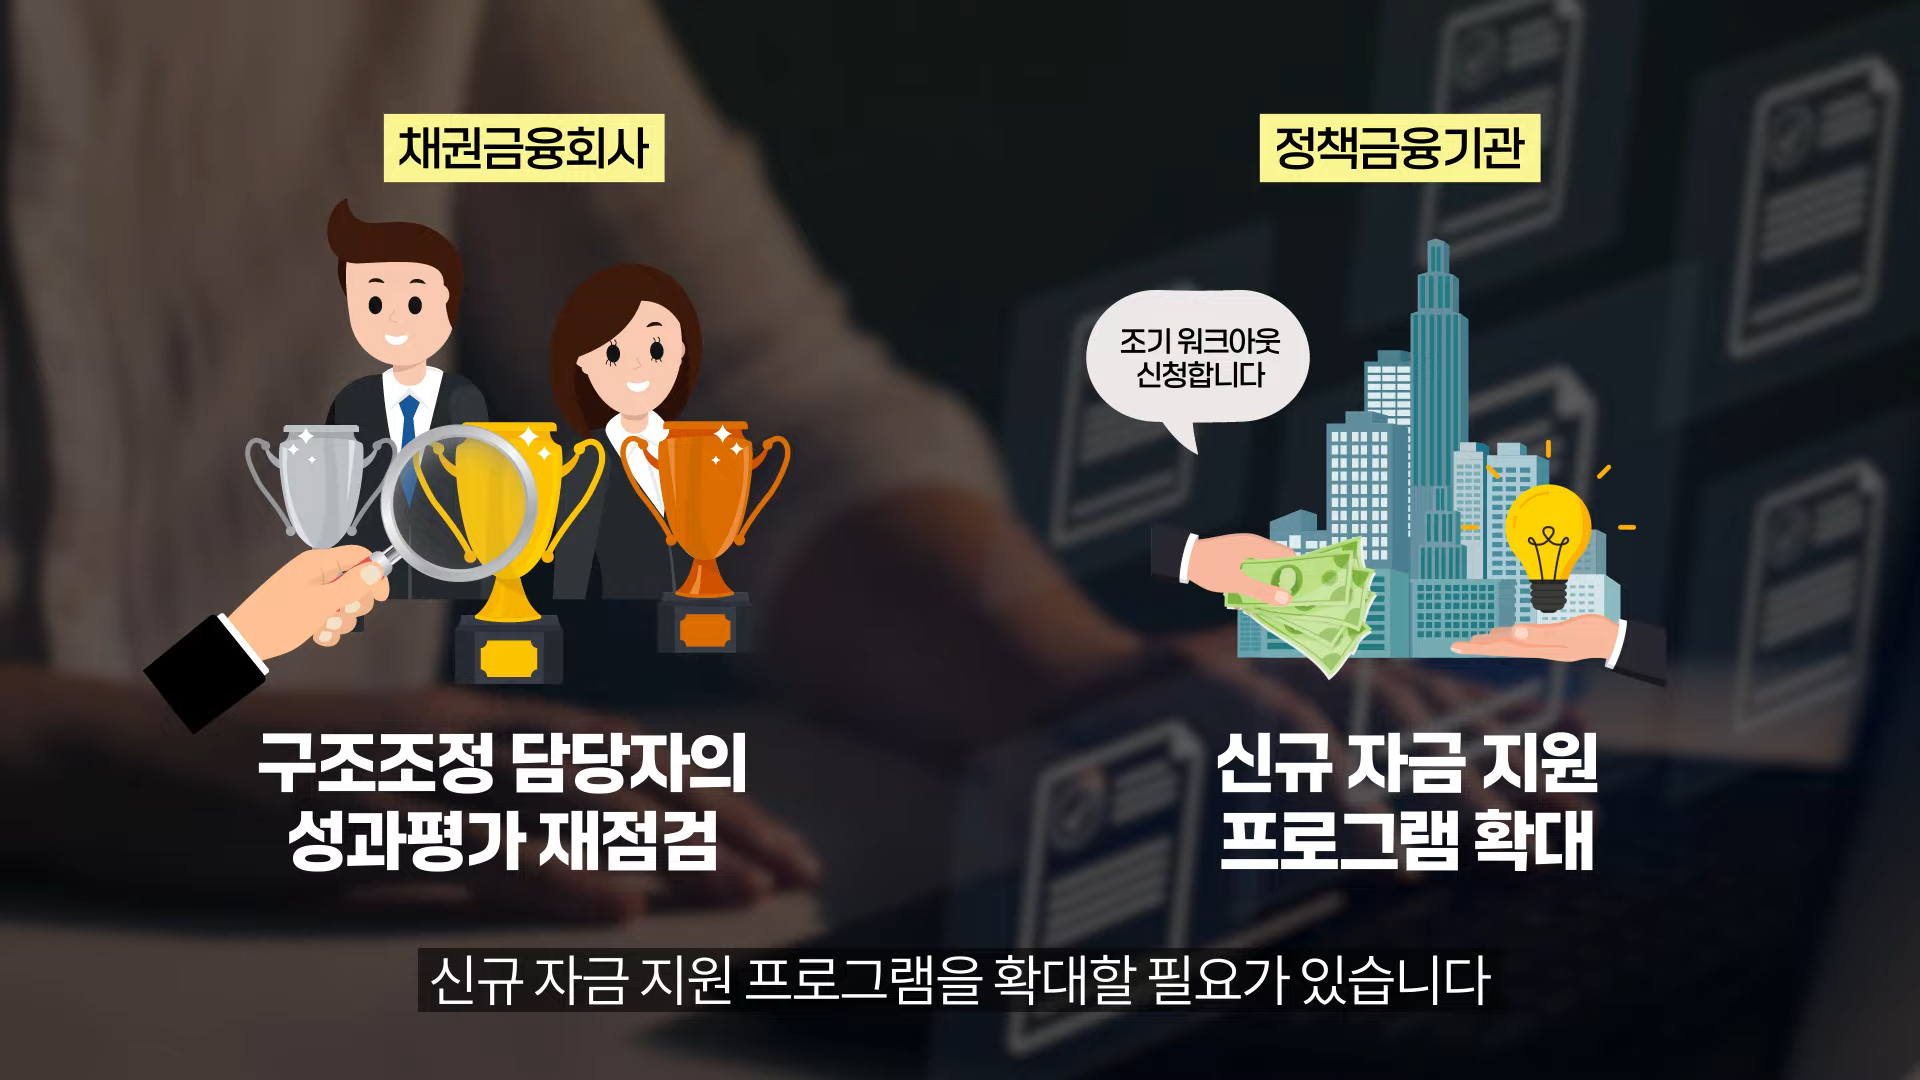 채권금융회사
정책금융기관
조기 워크아웃
신청합니다
구조조정 담당자의
성과평가 재점검
신규 자금 지원
프로그램 확대
신규 자금 지원 프로그램을 확대할 필요가 있습니다